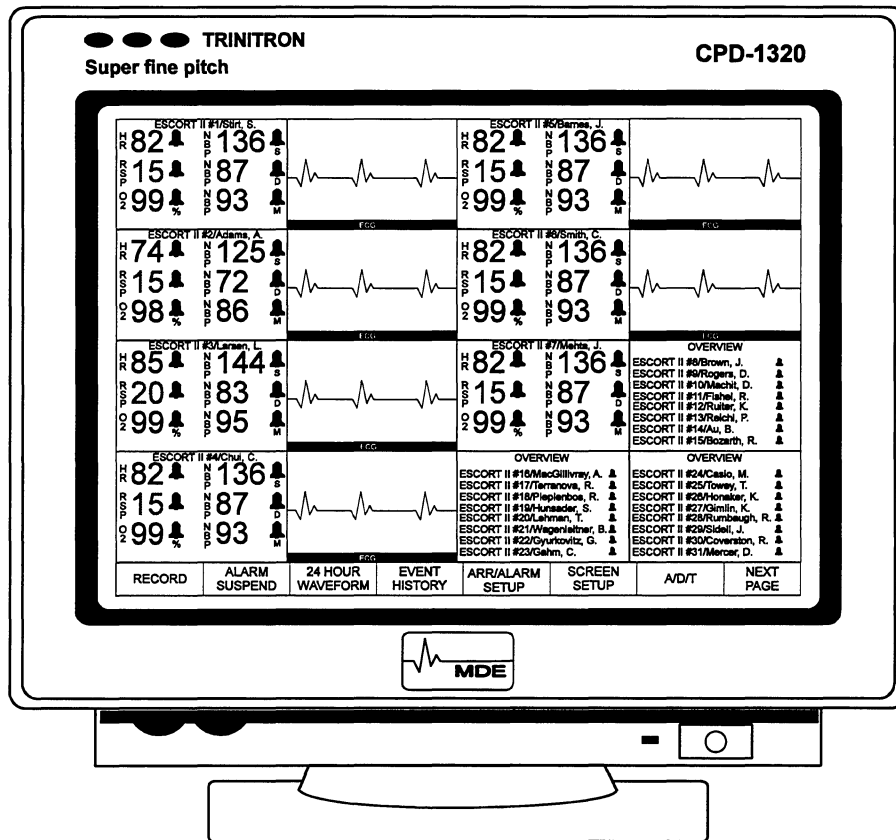 TRINITRON
Super fine pitch
CPD-1320
ESCORT II #1/Stirt, S.
HR 82 NBP 136 S
RSP 15 NBP 87 D
O2 99 % NBP 93 M
ECG
ESCORT II #5/Barnes, J.
HR 82 NBP 136 S
RSP 15 NBP 87 D
O2 99 % NBP 93 M
ECG
ESCORT II #2/Adams, A.
HR 74 NBP 125 S
RSP 15 NBP 72 D
O2 98 % NBP 86 M
ECG
ESCORT II #6/Smith, C.
HR 82 NBP 136 S
RSP 15 NBP 87 D
O2 99 % NBP 93 M
ECG
ESCORT II #3/Larsen, L.
HR 85 NBP 144 S
RSP 20 NBP 83 D
O2 99 % NBP 95 M
ECG
ESCORT II #7/Mehta, J.
HR 82 NBP 136 S
RSP 15 NBP 87 D
O2 99 % NBP 93 M
OVERVIEW
ESCORT II #8/Brown, J.
ESCORT II #9/Rogers, D.
ESCORT II #10/Machit, D.
ESCORT II #11/Fishel, R.
ESCORT II #12/Ruiter, K.
ESCORT II #13/Reichl, P.
ESCORT II #14/Au, B.
ESCORT II #15/Bozarth, R.
ESCORT II #4/Chui, C.
HR 82 NBP 136 S
RSP 15 NBP 87 D
O2 99 % NBP 93 M
ECG
OVERVIEW
ESCORT II #16/MacGillivray, A.
ESCORT II #17/Terranova, R.
ESCORT II #18/Pieplenbos, R.
ESCORT II #19/Hunsader, S.
ESCORT II #20/Lehman, T.
ESCORT II #21/Wagenleitner, B.
ESCORT II #22/Gyurkovitz, G.
ESCORT II #23/Gahm, C.
OVERVIEW
ESCORT II #24/Casio, M.
ESCORT II #25/Towey, T.
ESCORT II #26/Honaker, K.
ESCORT II #27/Gimlin, K.
ESCORT II #28/Rumbaugh, R.
ESCORT II #29/Sidell, J.
ESCORT II #30/Coverston, R.
ESCORT II #31/Mercer, D.
RECORD
ALARM
SUSPEND
24 HOUR
WAVEFORM
EVENT
HISTORY
ARR/ALARM
SETUP
SCREEN
SETUP
A/D/T
NEXT
PAGE
MDE